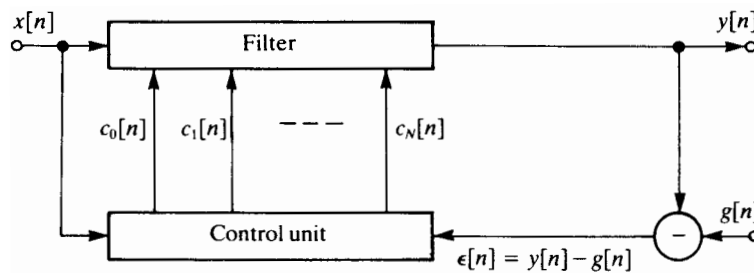 x[n]
Filter
y[n]
c₀[n]
c₁[n]
---
c_N[n]
g[n]
Control unit
−
ϵ[n] = y[n] − g[n]